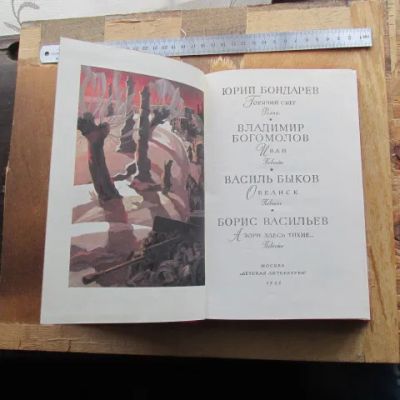 ЮРИЙ БОНДАРЕВ
ГОРЯЧИЙ СНЕГ
Роман
ВЛАДИМИР
БОГОМОЛОВ
ИВАН
Повесть
ВАСИЛЬ БЫКОВ
ОБЕЛИСК
Повесть
БОРИС ВАСИЛЬЕВ
А ЗОРИ ЗДЕСЬ ТИХИЕ...
Повесть
МОСКВА
«ДЕТСКАЯ ЛИТЕРАТУРА»